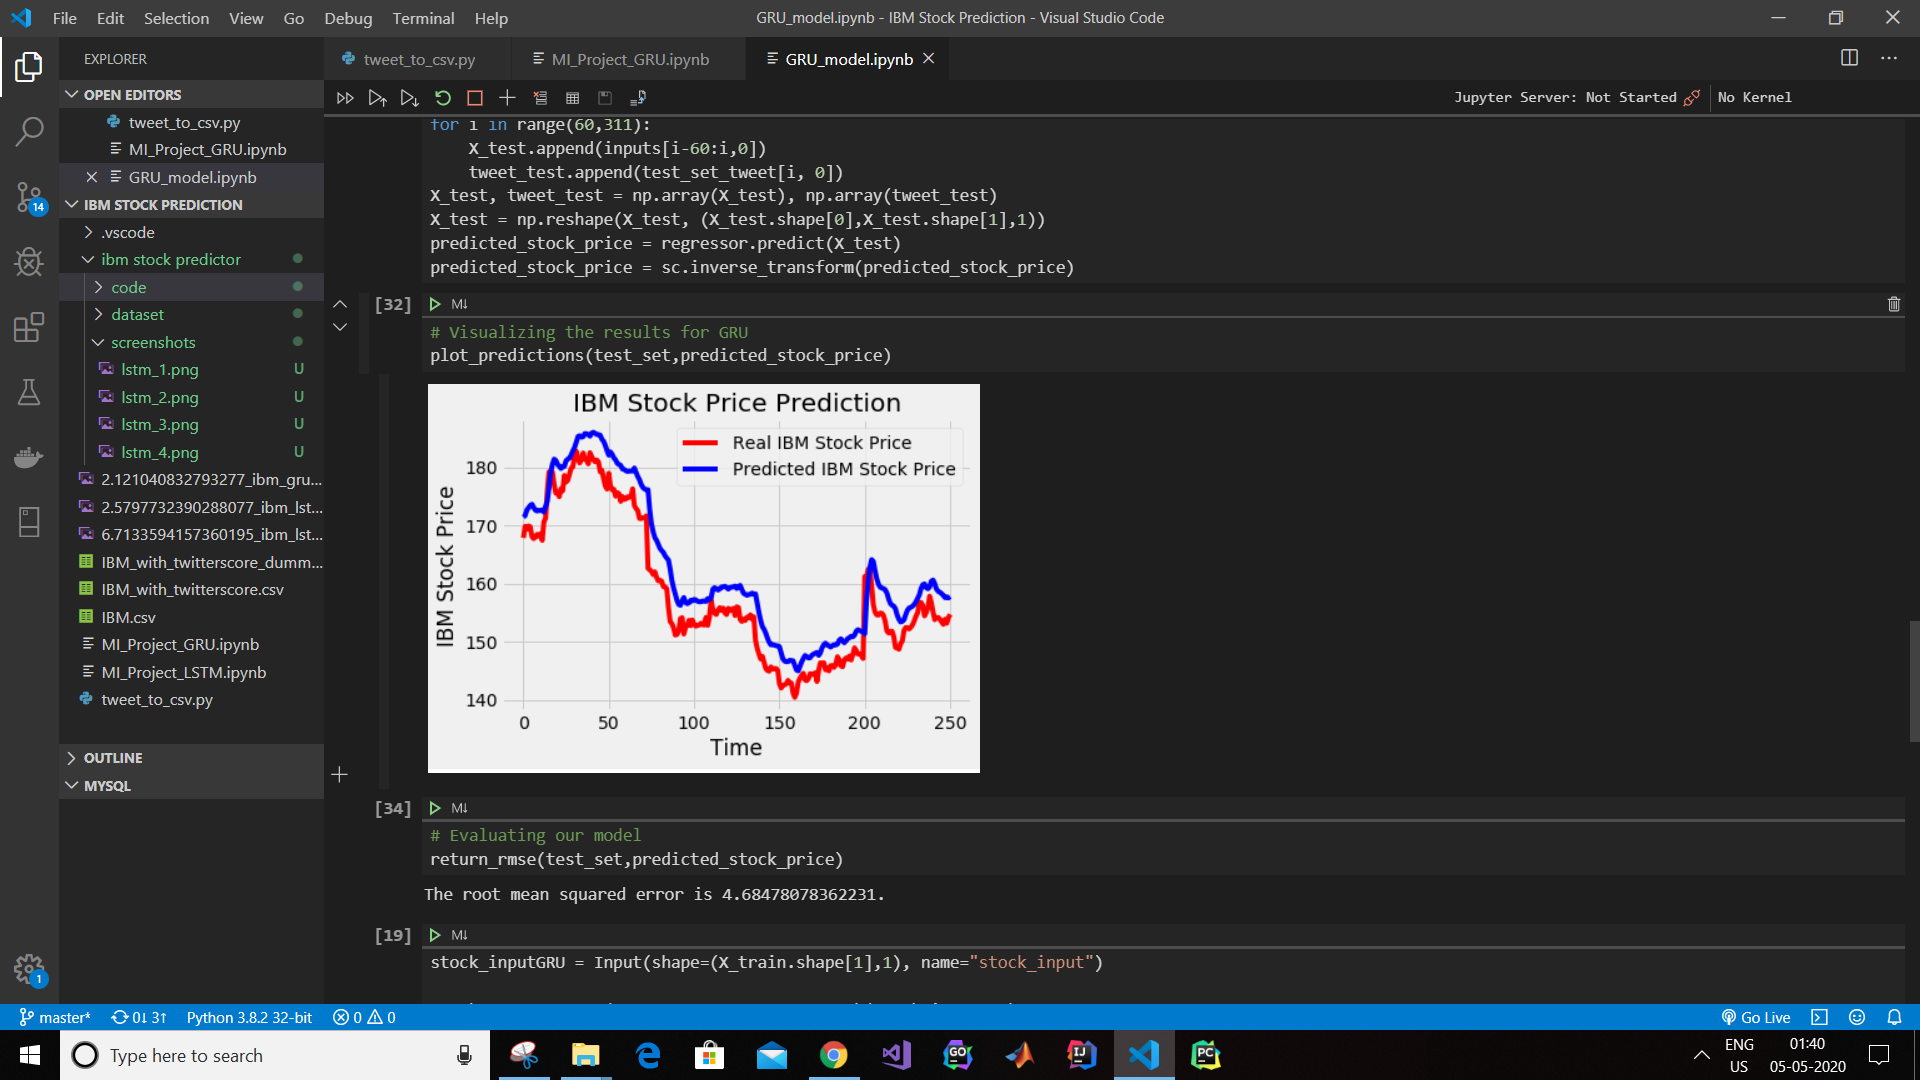 File Edit Selection View Go Debug Terminal Help
GRU_model.ipynb - IBM Stock Prediction - Visual Studio Code
EXPLORER
tweet_to_csv.py
MI_Project_GRU.ipynb
GRU_model.ipynb
Jupyter Server: Not Started
No Kernel
OPEN EDITORS
tweet_to_csv.py
MI_Project_GRU.ipynb
GRU_model.ipynb
IBM STOCK PREDICTION
.vscode
ibm stock predictor
code
dataset
screenshots
lstm_1.png U
lstm_2.png U
lstm_3.png U
lstm_4.png U
2.121040832793277_ibm_gru...
2.5797732390288077_ibm_lst...
6.7133594157360195_ibm_lst...
IBM_with_twitterscore_dumm...
IBM_with_twitterscore.csv
IBM.csv
MI_Project_GRU.ipynb
MI_Project_LSTM.ipynb
tweet_to_csv.py
OUTLINE
MYSQL
14
1
for i in range(60,311):
X_test.append(inputs[i-60:i,0])
tweet_test.append(test_set_tweet[i, 0])
X_test, tweet_test = np.array(X_test), np.array(tweet_test)
X_test = np.reshape(X_test, (X_test.shape[0],X_test.shape[1],1))
predicted_stock_price = regressor.predict(X_test)
predicted_stock_price = sc.inverse_transform(predicted_stock_price)
[32] M↓
# Visualizing the results for GRU
plot_predictions(test_set,predicted_stock_price)
IBM Stock Price Prediction
Real IBM Stock Price
Predicted IBM Stock Price
IBM Stock Price
180
170
160
150
140
0 50 100 150 200 250
Time
[34] M↓
# Evaluating our model
return_rmse(test_set,predicted_stock_price)
The root mean squared error is 4.68478078362231.
[19] M↓
stock_inputGRU = Input(shape=(X_train.shape[1],1), name="stock_input")
master* 0↓ 3↑ Python 3.8.2 32-bit 0 0
Go Live
Type here to search
GO
IJ
PC
ENG
US
01:40
05-05-2020